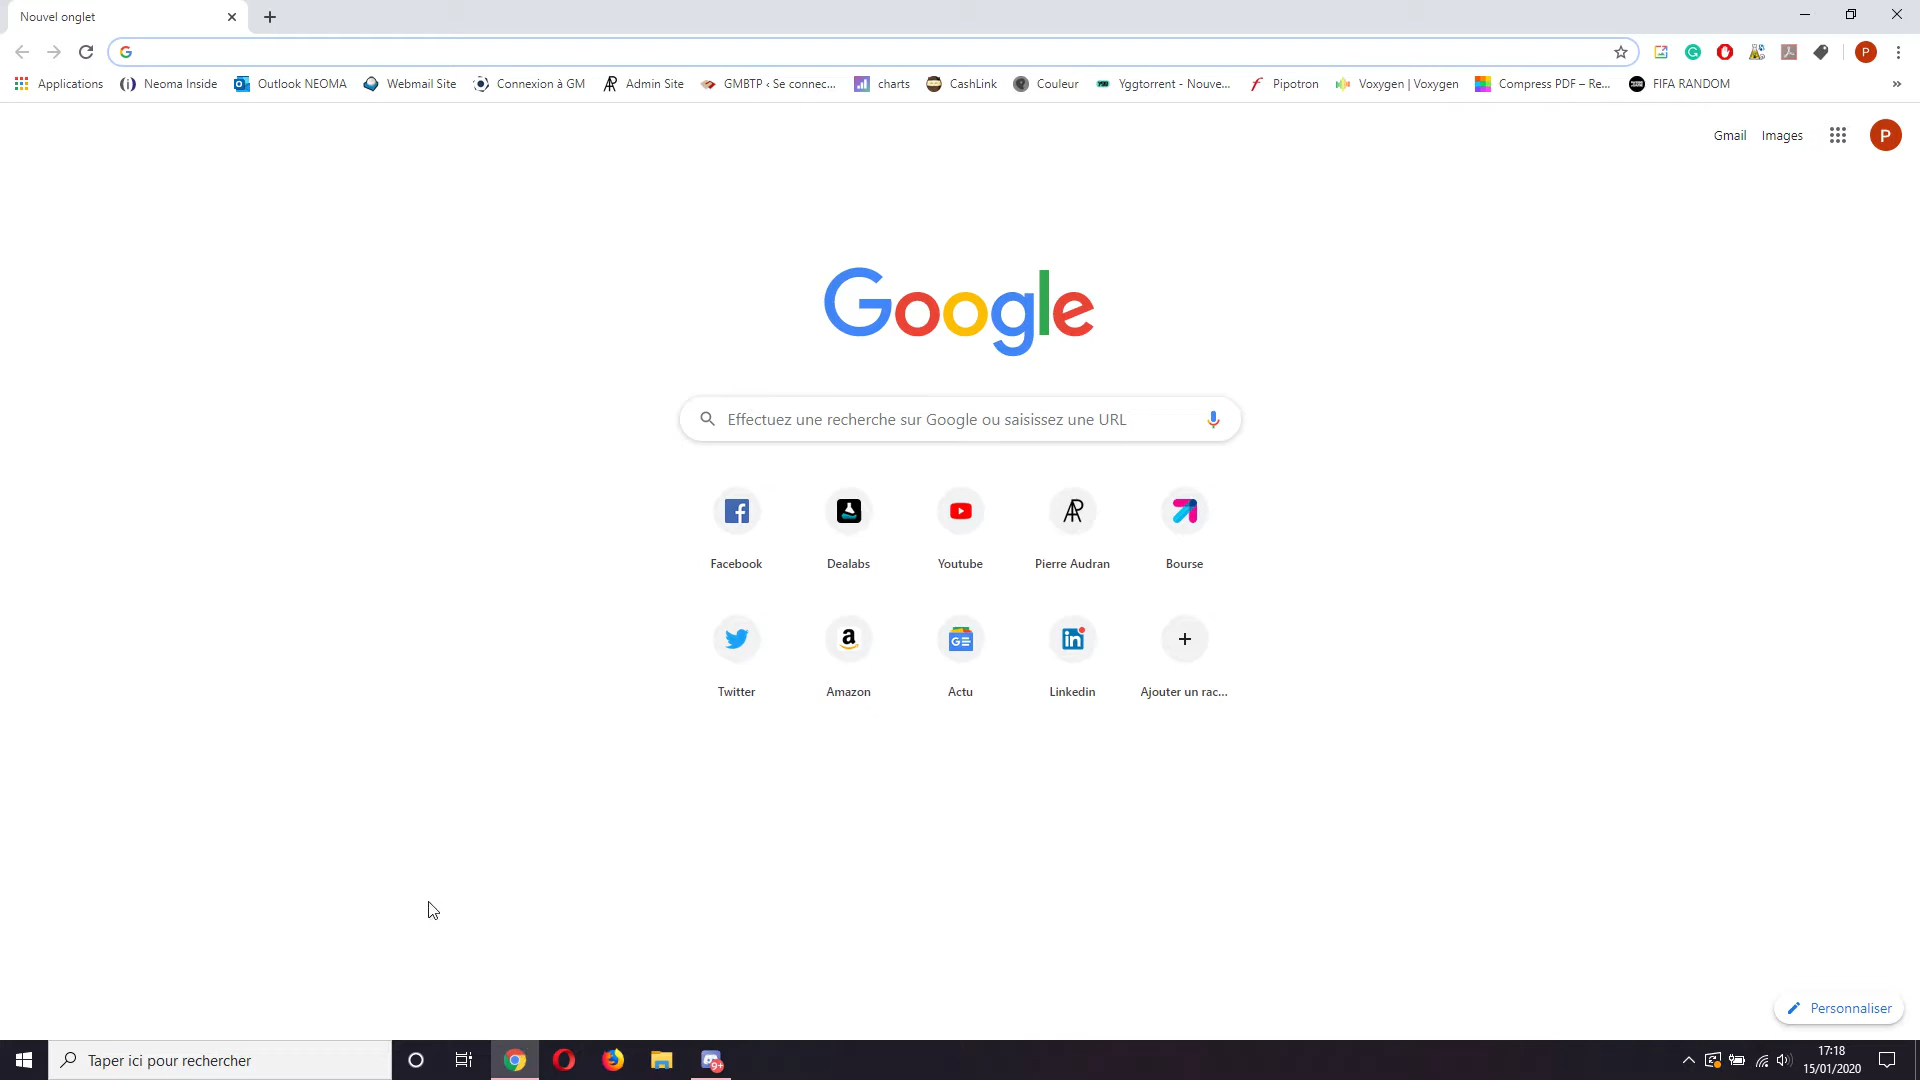 Nouvel onglet
Applications Neoma Inside Outlook NEOMA Webmail Site Connexion à GM Admin Site GMBTP ‹ Se connec... charts CashLink Couleur Yggtorrent - Nouve... Pipotron Voxygen | Voxygen Compress PDF – Re... FIFA RANDOM »
Gmail Images P
Google
Effectuez une recherche sur Google ou saisissez une URL
Facebook Dealabs Youtube Pierre Audran Bourse
Twitter Amazon Actu Linkedin Ajouter un rac...
Personnaliser
Taper ici pour rechercher 9+ 17:18
15/01/2020